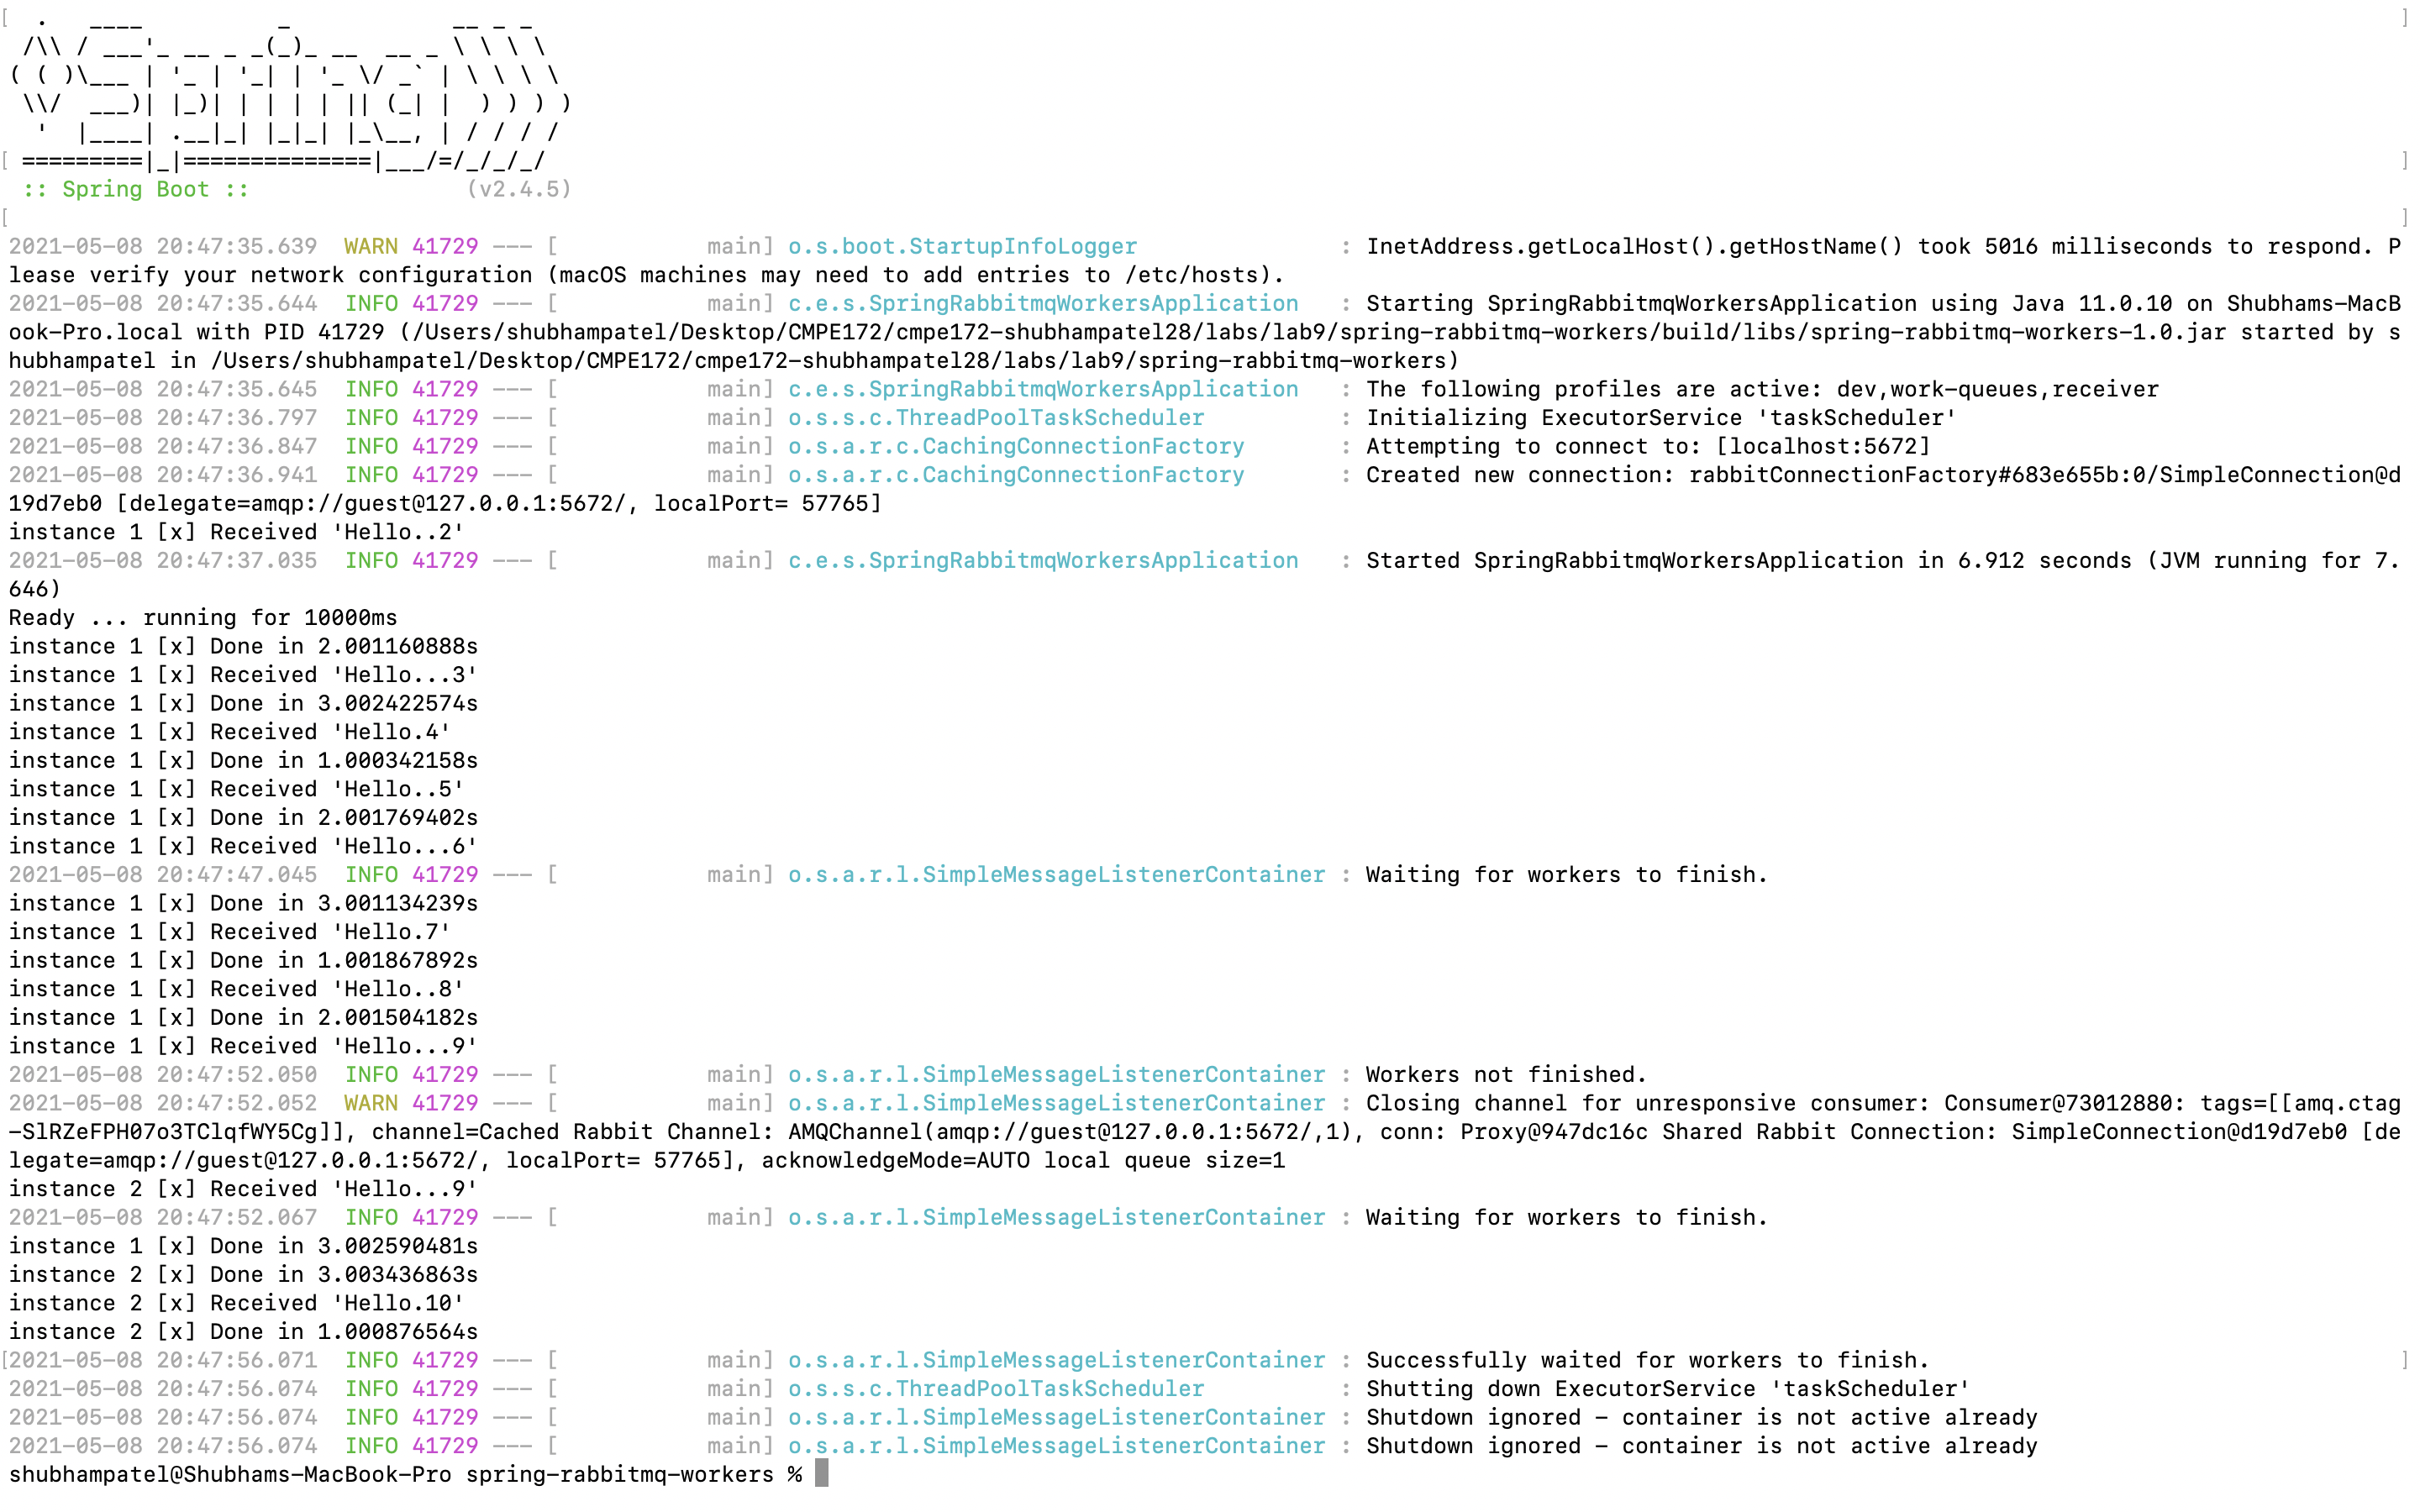 [  .   ____          _            __ _ _                                                                                                                                   ]
 /\\ / ___'_ __ _ _(_)_ __  __ _ \ \ \ \
( ( )\___ | '_ | '_| | '_ \/ _` | \ \ \ \
 \\/  ___)| |_)| | | | | || (_| |  ) ) ) )
  '  |____| .__|_| |_|_| |_\__, | / / / /
[ =========|_|==============|___/=/_/_/_/ ]
 :: Spring Boot ::                (v2.4.5)
[ ]
2021-05-08 20:47:35.639  WARN 41729 --- [           main] o.s.boot.StartupInfoLogger               : InetAddress.getLocalHost().getHostName() took 5016 milliseconds to respond. P
lease verify your network configuration (macOS machines may need to add entries to /etc/hosts).
2021-05-08 20:47:35.644  INFO 41729 --- [           main] c.e.s.SpringRabbitmqWorkersApplication   : Starting SpringRabbitmqWorkersApplication using Java 11.0.10 on Shubhams-MacB
ook-Pro.local with PID 41729 (/Users/shubhampatel/Desktop/CMPE172/cmpe172-shubhampatel28/labs/lab9/spring-rabbitmq-workers/build/libs/spring-rabbitmq-workers-1.0.jar started by s
hubhampatel in /Users/shubhampatel/Desktop/CMPE172/cmpe172-shubhampatel28/labs/lab9/spring-rabbitmq-workers)
2021-05-08 20:47:35.645  INFO 41729 --- [           main] c.e.s.SpringRabbitmqWorkersApplication   : The following profiles are active: dev,work-queues,receiver
2021-05-08 20:47:36.797  INFO 41729 --- [           main] o.s.s.c.ThreadPoolTaskScheduler          : Initializing ExecutorService 'taskScheduler'
2021-05-08 20:47:36.847  INFO 41729 --- [           main] o.s.a.r.c.CachingConnectionFactory       : Attempting to connect to: [localhost:5672]
2021-05-08 20:47:36.941  INFO 41729 --- [           main] o.s.a.r.c.CachingConnectionFactory       : Created new connection: rabbitConnectionFactory#683e655b:0/SimpleConnection@d
19d7eb0 [delegate=amqp://guest@127.0.0.1:5672/, localPort= 57765]
instance 1 [x] Received 'Hello..2'
2021-05-08 20:47:37.035  INFO 41729 --- [           main] c.e.s.SpringRabbitmqWorkersApplication   : Started SpringRabbitmqWorkersApplication in 6.912 seconds (JVM running for 7.
646)
Ready ... running for 10000ms
instance 1 [x] Done in 2.001160888s
instance 1 [x] Received 'Hello...3'
instance 1 [x] Done in 3.002422574s
instance 1 [x] Received 'Hello.4'
instance 1 [x] Done in 1.000342158s
instance 1 [x] Received 'Hello..5'
instance 1 [x] Done in 2.001769402s
instance 1 [x] Received 'Hello...6'
2021-05-08 20:47:47.045  INFO 41729 --- [           main] o.s.a.r.l.SimpleMessageListenerContainer : Waiting for workers to finish.
instance 1 [x] Done in 3.001134239s
instance 1 [x] Received 'Hello.7'
instance 1 [x] Done in 1.001867892s
instance 1 [x] Received 'Hello..8'
instance 1 [x] Done in 2.001504182s
instance 1 [x] Received 'Hello...9'
2021-05-08 20:47:52.050  INFO 41729 --- [           main] o.s.a.r.l.SimpleMessageListenerContainer : Workers not finished.
2021-05-08 20:47:52.052  WARN 41729 --- [           main] o.s.a.r.l.SimpleMessageListenerContainer : Closing channel for unresponsive consumer: Consumer@73012880: tags=[[amq.ctag
-SlRZeFPH07o3TClqfWY5Cg]], channel=Cached Rabbit Channel: AMQChannel(amqp://guest@127.0.0.1:5672/,1), conn: Proxy@947dc16c Shared Rabbit Connection: SimpleConnection@d19d7eb0 [de
legate=amqp://guest@127.0.0.1:5672/, localPort= 57765], acknowledgeMode=AUTO local queue size=1
instance 2 [x] Received 'Hello...9'
2021-05-08 20:47:52.067  INFO 41729 --- [           main] o.s.a.r.l.SimpleMessageListenerContainer : Waiting for workers to finish.
instance 1 [x] Done in 3.002590481s
instance 2 [x] Done in 3.003436863s
instance 2 [x] Received 'Hello.10'
instance 2 [x] Done in 1.000876564s
[2021-05-08 20:47:56.071  INFO 41729 --- [           main] o.s.a.r.l.SimpleMessageListenerContainer : Successfully waited for workers to finish. ]
2021-05-08 20:47:56.074  INFO 41729 --- [           main] o.s.s.c.ThreadPoolTaskScheduler          : Shutting down ExecutorService 'taskScheduler'
2021-05-08 20:47:56.074  INFO 41729 --- [           main] o.s.a.r.l.SimpleMessageListenerContainer : Shutdown ignored - container is not active already
2021-05-08 20:47:56.074  INFO 41729 --- [           main] o.s.a.r.l.SimpleMessageListenerContainer : Shutdown ignored - container is not active already
shubhampatel@Shubhams-MacBook-Pro spring-rabbitmq-workers %